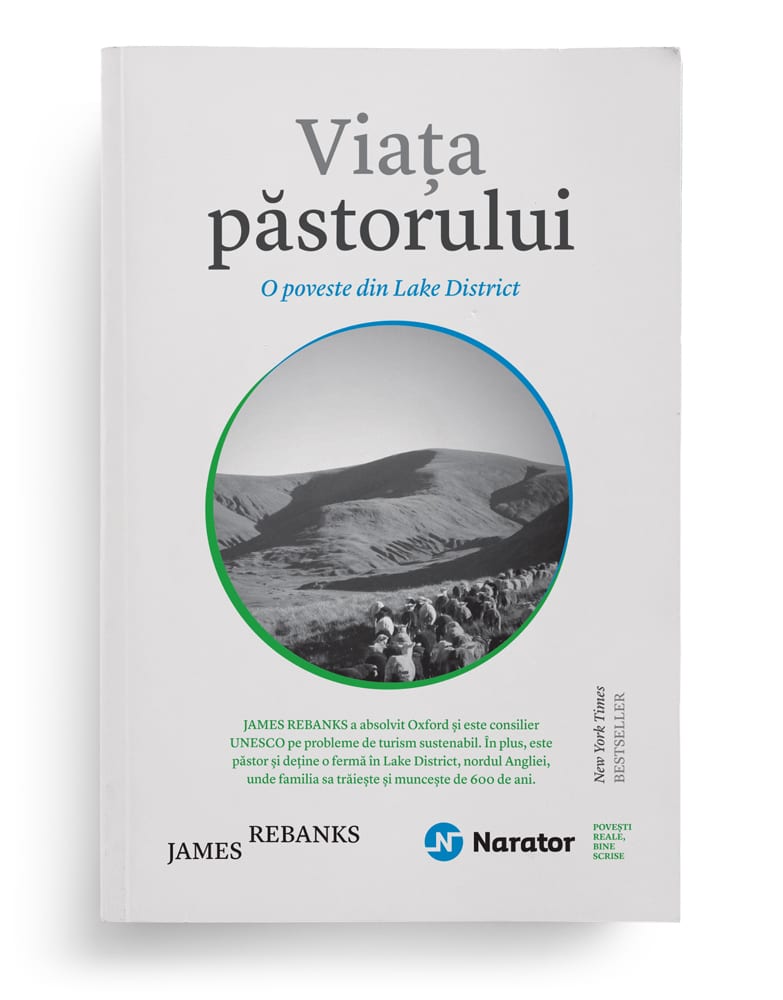 Viața
păstorului
O poveste din Lake District
JAMES REBANKS a absolvit Oxford și este consilier
UNESCO pe probleme de turism sustenabil. În plus, este
păstor și deține o fermă în Lake District, nordul Angliei,
unde familia sa trăiește și muncește de 600 de ani.
New York Times
BESTSELLER
JAMES REBANKS
N Narator
POVEȘTI
REALE,
BINE
SCRISE